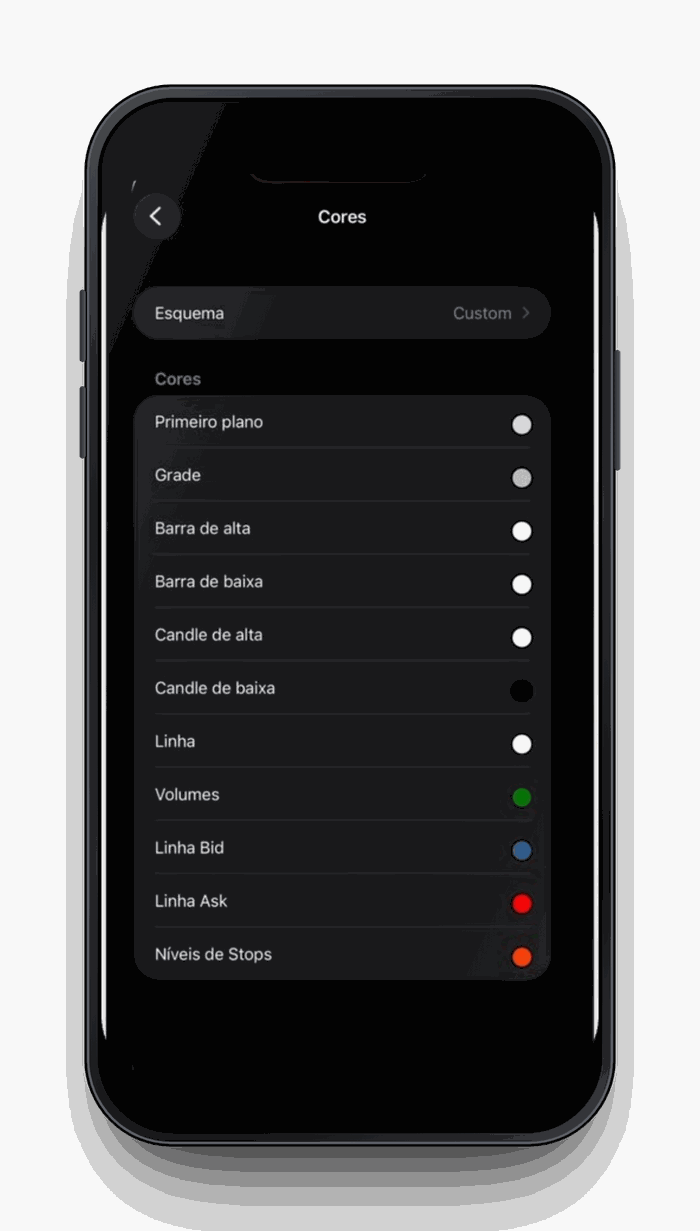 Cores
Esquema Custom
Cores
Primeiro plano
Grade
Barra de alta
Barra de baixa
Candle de alta
Candle de baixa
Linha
Volumes
Linha Bid
Linha Ask
Níveis de Stops